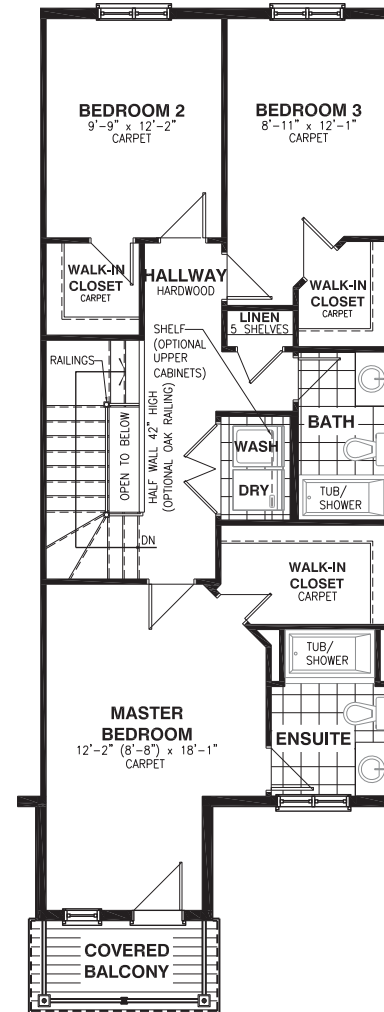 BEDROOM 2
9'-9" x 12'-2"
CARPET
BEDROOM 3
8'-11" x 12'-1"
CARPET
WALK-IN
CLOSET
CARPET
HALLWAY
HARDWOOD
WALK-IN
CLOSET
CARPET
LINEN
5 SHELVES
SHELF
(OPTIONAL
UPPER
CABINETS)
RAILINGS
OPEN TO BELOW
HALF WALL 42" HIGH
(OPTIONAL OAK RAILING)
WASH
DRY
BATH
TUB/
SHOWER
DN
WALK-IN
CLOSET
CARPET
TUB/
SHOWER
MASTER
BEDROOM
12'-2" (8'-8") x 18'-1"
CARPET
ENSUITE
COVERED
BALCONY